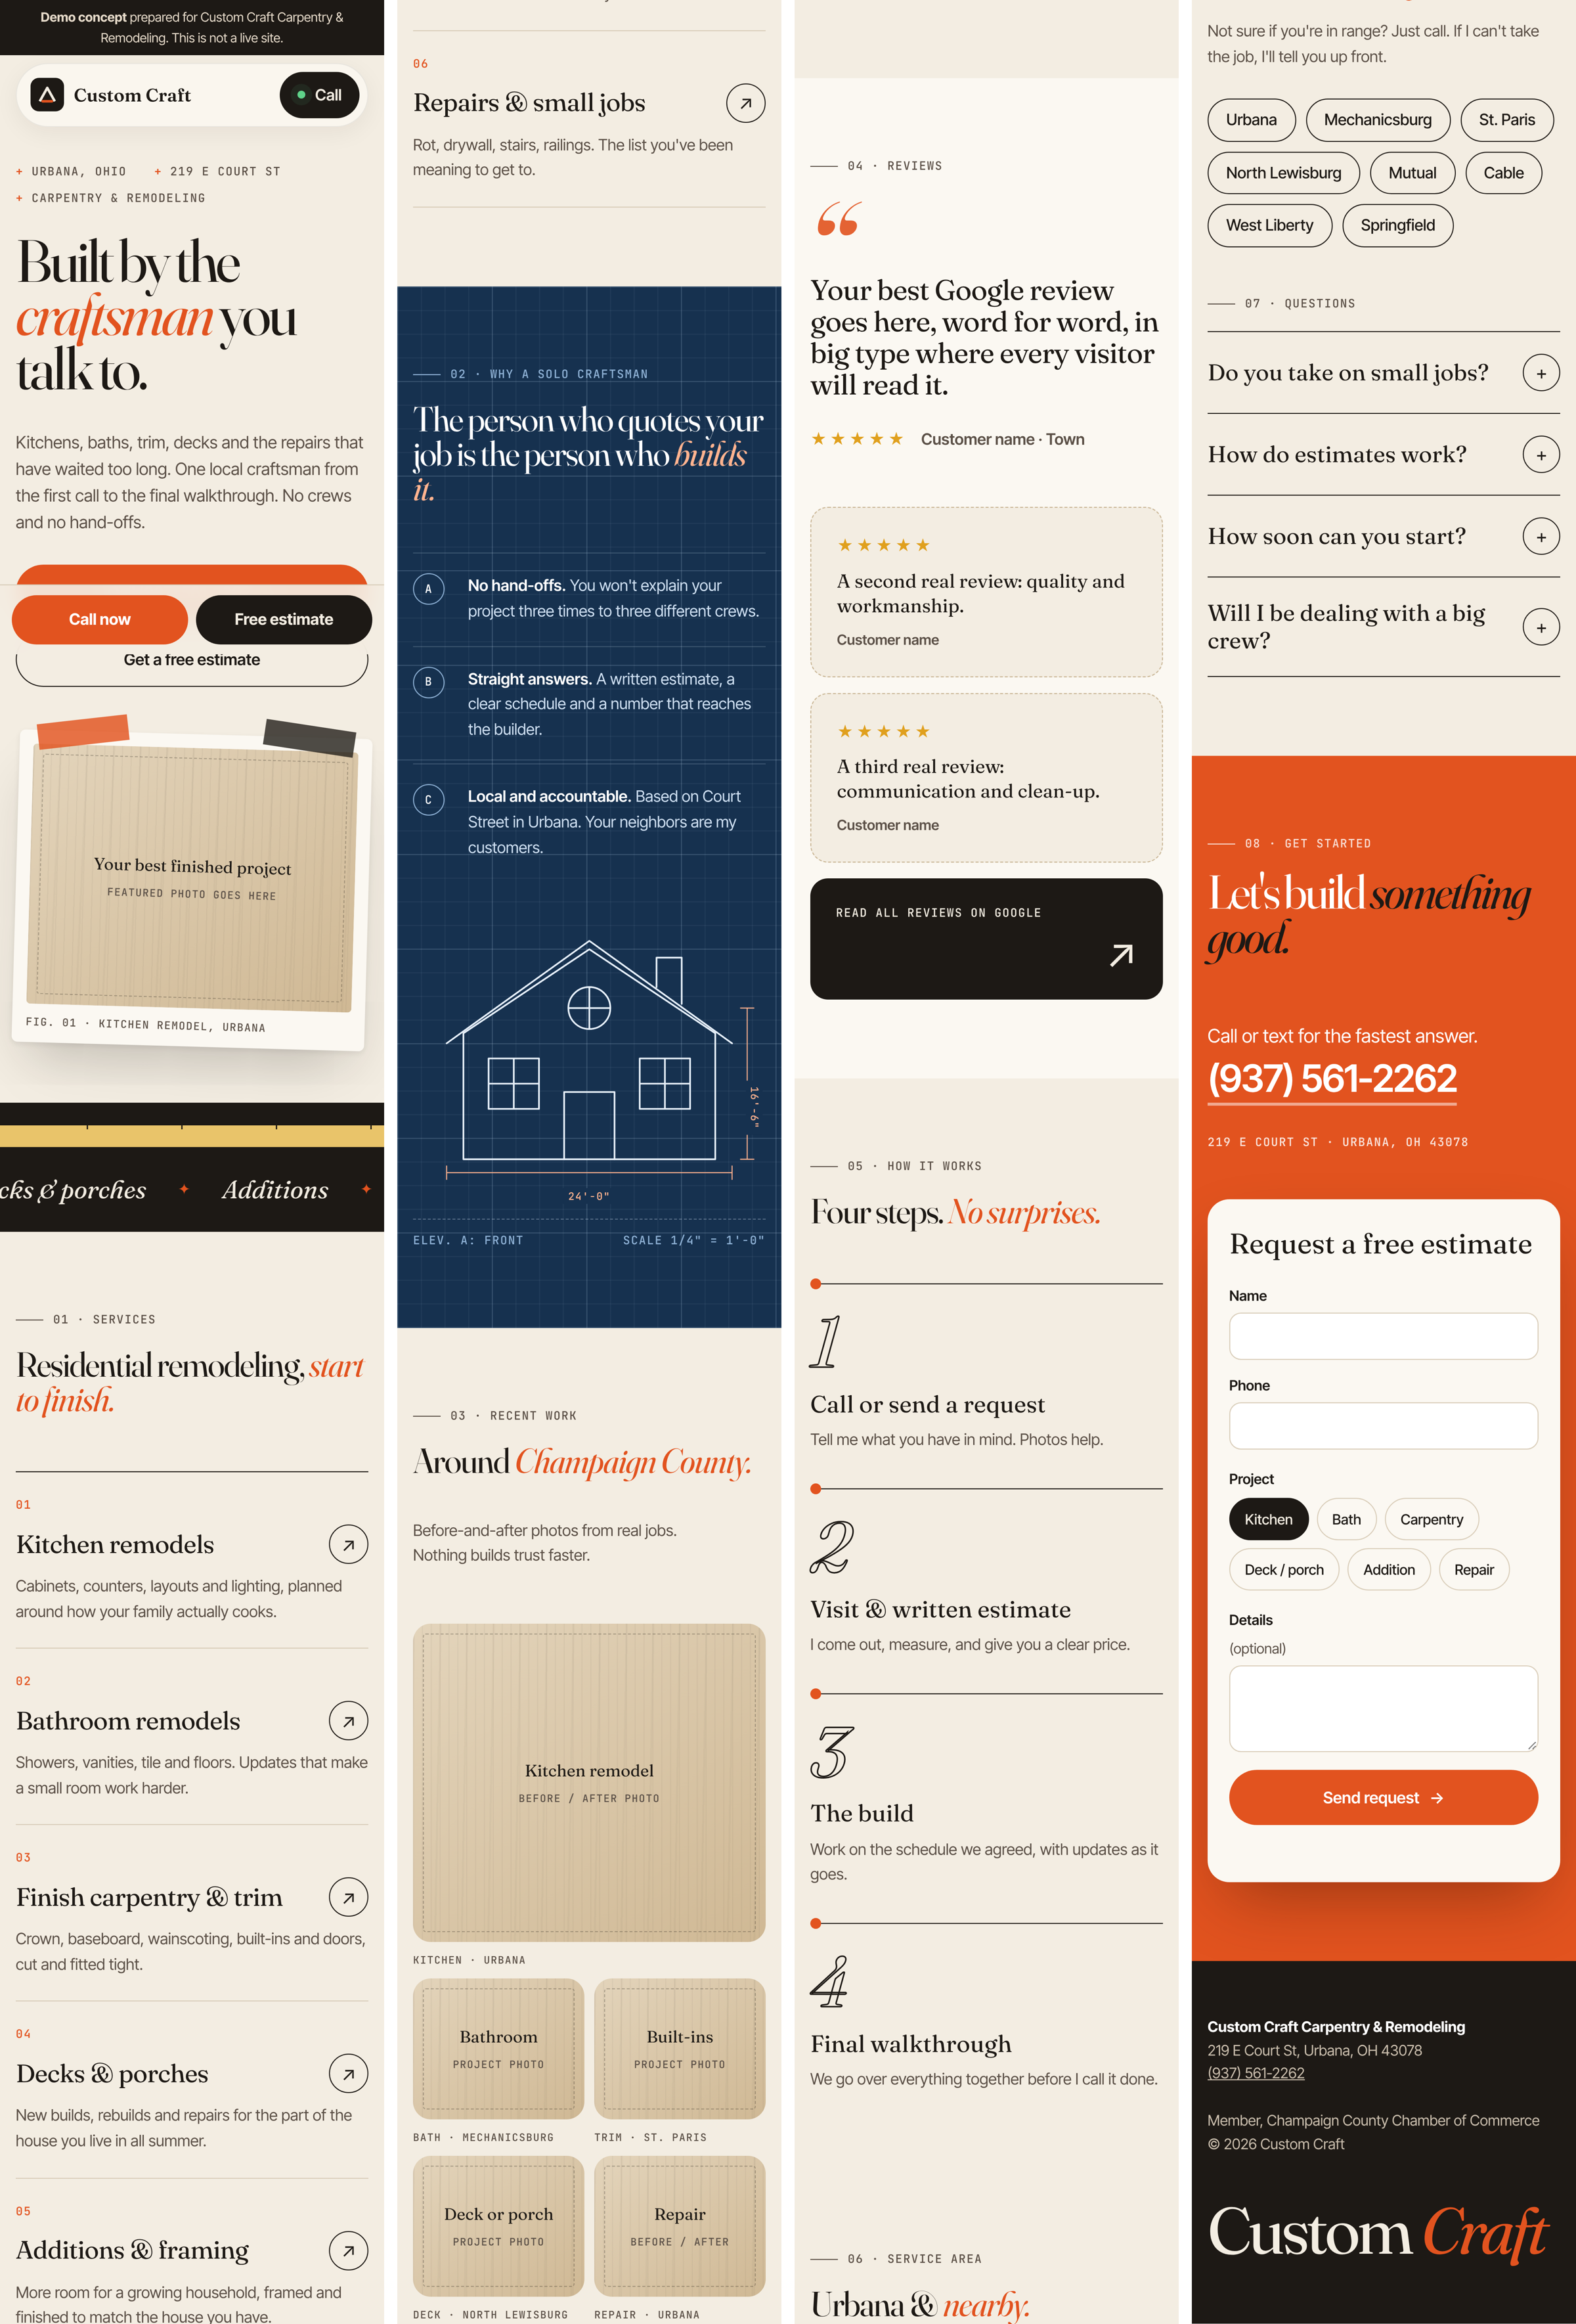 Demo concept prepared for Custom Craft Carpentry &
Remodeling. This is not a live site.
Custom Craft
Call
+ URBANA, OHIO + 219 E COURT ST
+ CARPENTRY & REMODELING
Built by the
craftsman you
talk to.
Kitchens, baths, trim, decks and the repairs that
have waited too long. One local craftsman from
the first call to the final walkthrough. No crews
and no hand-offs.
Call now
Free estimate
Get a free estimate
Your best finished project
FEATURED PHOTO GOES HERE
FIG. 01 · KITCHEN REMODEL, URBANA
cks & porches ✦ Additions ✦
01 · SERVICES
Residential remodeling, start
to finish.
01
Kitchen remodels
Cabinets, counters, layouts and lighting, planned
around how your family actually cooks.
02
Bathroom remodels
Showers, vanities, tile and floors. Updates that make
a small room work harder.
03
Finish carpentry & trim
Crown, baseboard, wainscoting, built-ins and doors,
cut and fitted tight.
04
Decks & porches
New builds, rebuilds and repairs for the part of the
house you live in all summer.
05
Additions & framing
More room for a growing household, framed and
finished to match the house you have.
06
Repairs & small jobs
Rot, drywall, stairs, railings. The list you've been
meaning to get to.
02 · WHY A SOLO CRAFTSMAN
The person who quotes your
job is the person who builds
it.
A
No hand-offs. You won't explain your
project three times to three different crews.
B
Straight answers. A written estimate, a
clear schedule and a number that reaches
the builder.
C
Local and accountable. Based on Court
Street in Urbana. Your neighbors are my
customers.
16'-6"
24'-0"
ELEV. A: FRONT
SCALE 1/4" = 1'-0"
03 · RECENT WORK
Around Champaign County.
Before-and-after photos from real jobs.
Nothing builds trust faster.
Kitchen remodel
BEFORE / AFTER PHOTO
KITCHEN · URBANA
Bathroom
PROJECT PHOTO
BATH · MECHANICSBURG
Built-ins
PROJECT PHOTO
TRIM · ST. PARIS
Deck or porch
PROJECT PHOTO
DECK · NORTH LEWISBURG
Repair
BEFORE / AFTER
REPAIR · URBANA
04 · REVIEWS
“
Your best Google review
goes here, word for word, in
big type where every visitor
will read it.
★★★★★ Customer name · Town
★★★★★
A second real review: quality and
workmanship.
Customer name
★★★★★
A third real review:
communication and clean-up.
Customer name
READ ALL REVIEWS ON GOOGLE
05 · HOW IT WORKS
Four steps. No surprises.
1
Call or send a request
Tell me what you have in mind. Photos help.
2
Visit & written estimate
I come out, measure, and give you a clear price.
3
The build
Work on the schedule we agreed, with updates as it
goes.
4
Final walkthrough
We go over everything together before I call it done.
06 · SERVICE AREA
Urbana & nearby.
Not sure if you're in range? Just call. If I can't take
the job, I'll tell you up front.
Urbana
Mechanicsburg
St. Paris
North Lewisburg
Mutual
Cable
West Liberty
Springfield
07 · QUESTIONS
Do you take on small jobs? +
How do estimates work? +
How soon can you start? +
Will I be dealing with a big
crew? +
08 · GET STARTED
Let's build something
good.
Call or text for the fastest answer.
(937) 561-2262
219 E COURT ST · URBANA, OH 43078
Request a free estimate
Name
Phone
Project
Kitchen
Bath
Carpentry
Deck / porch
Addition
Repair
Details
(optional)
Send request →
Custom Craft Carpentry & Remodeling
219 E Court St, Urbana, OH 43078
(937) 561-2262
Member, Champaign County Chamber of Commerce
© 2026 Custom Craft
Custom Craft